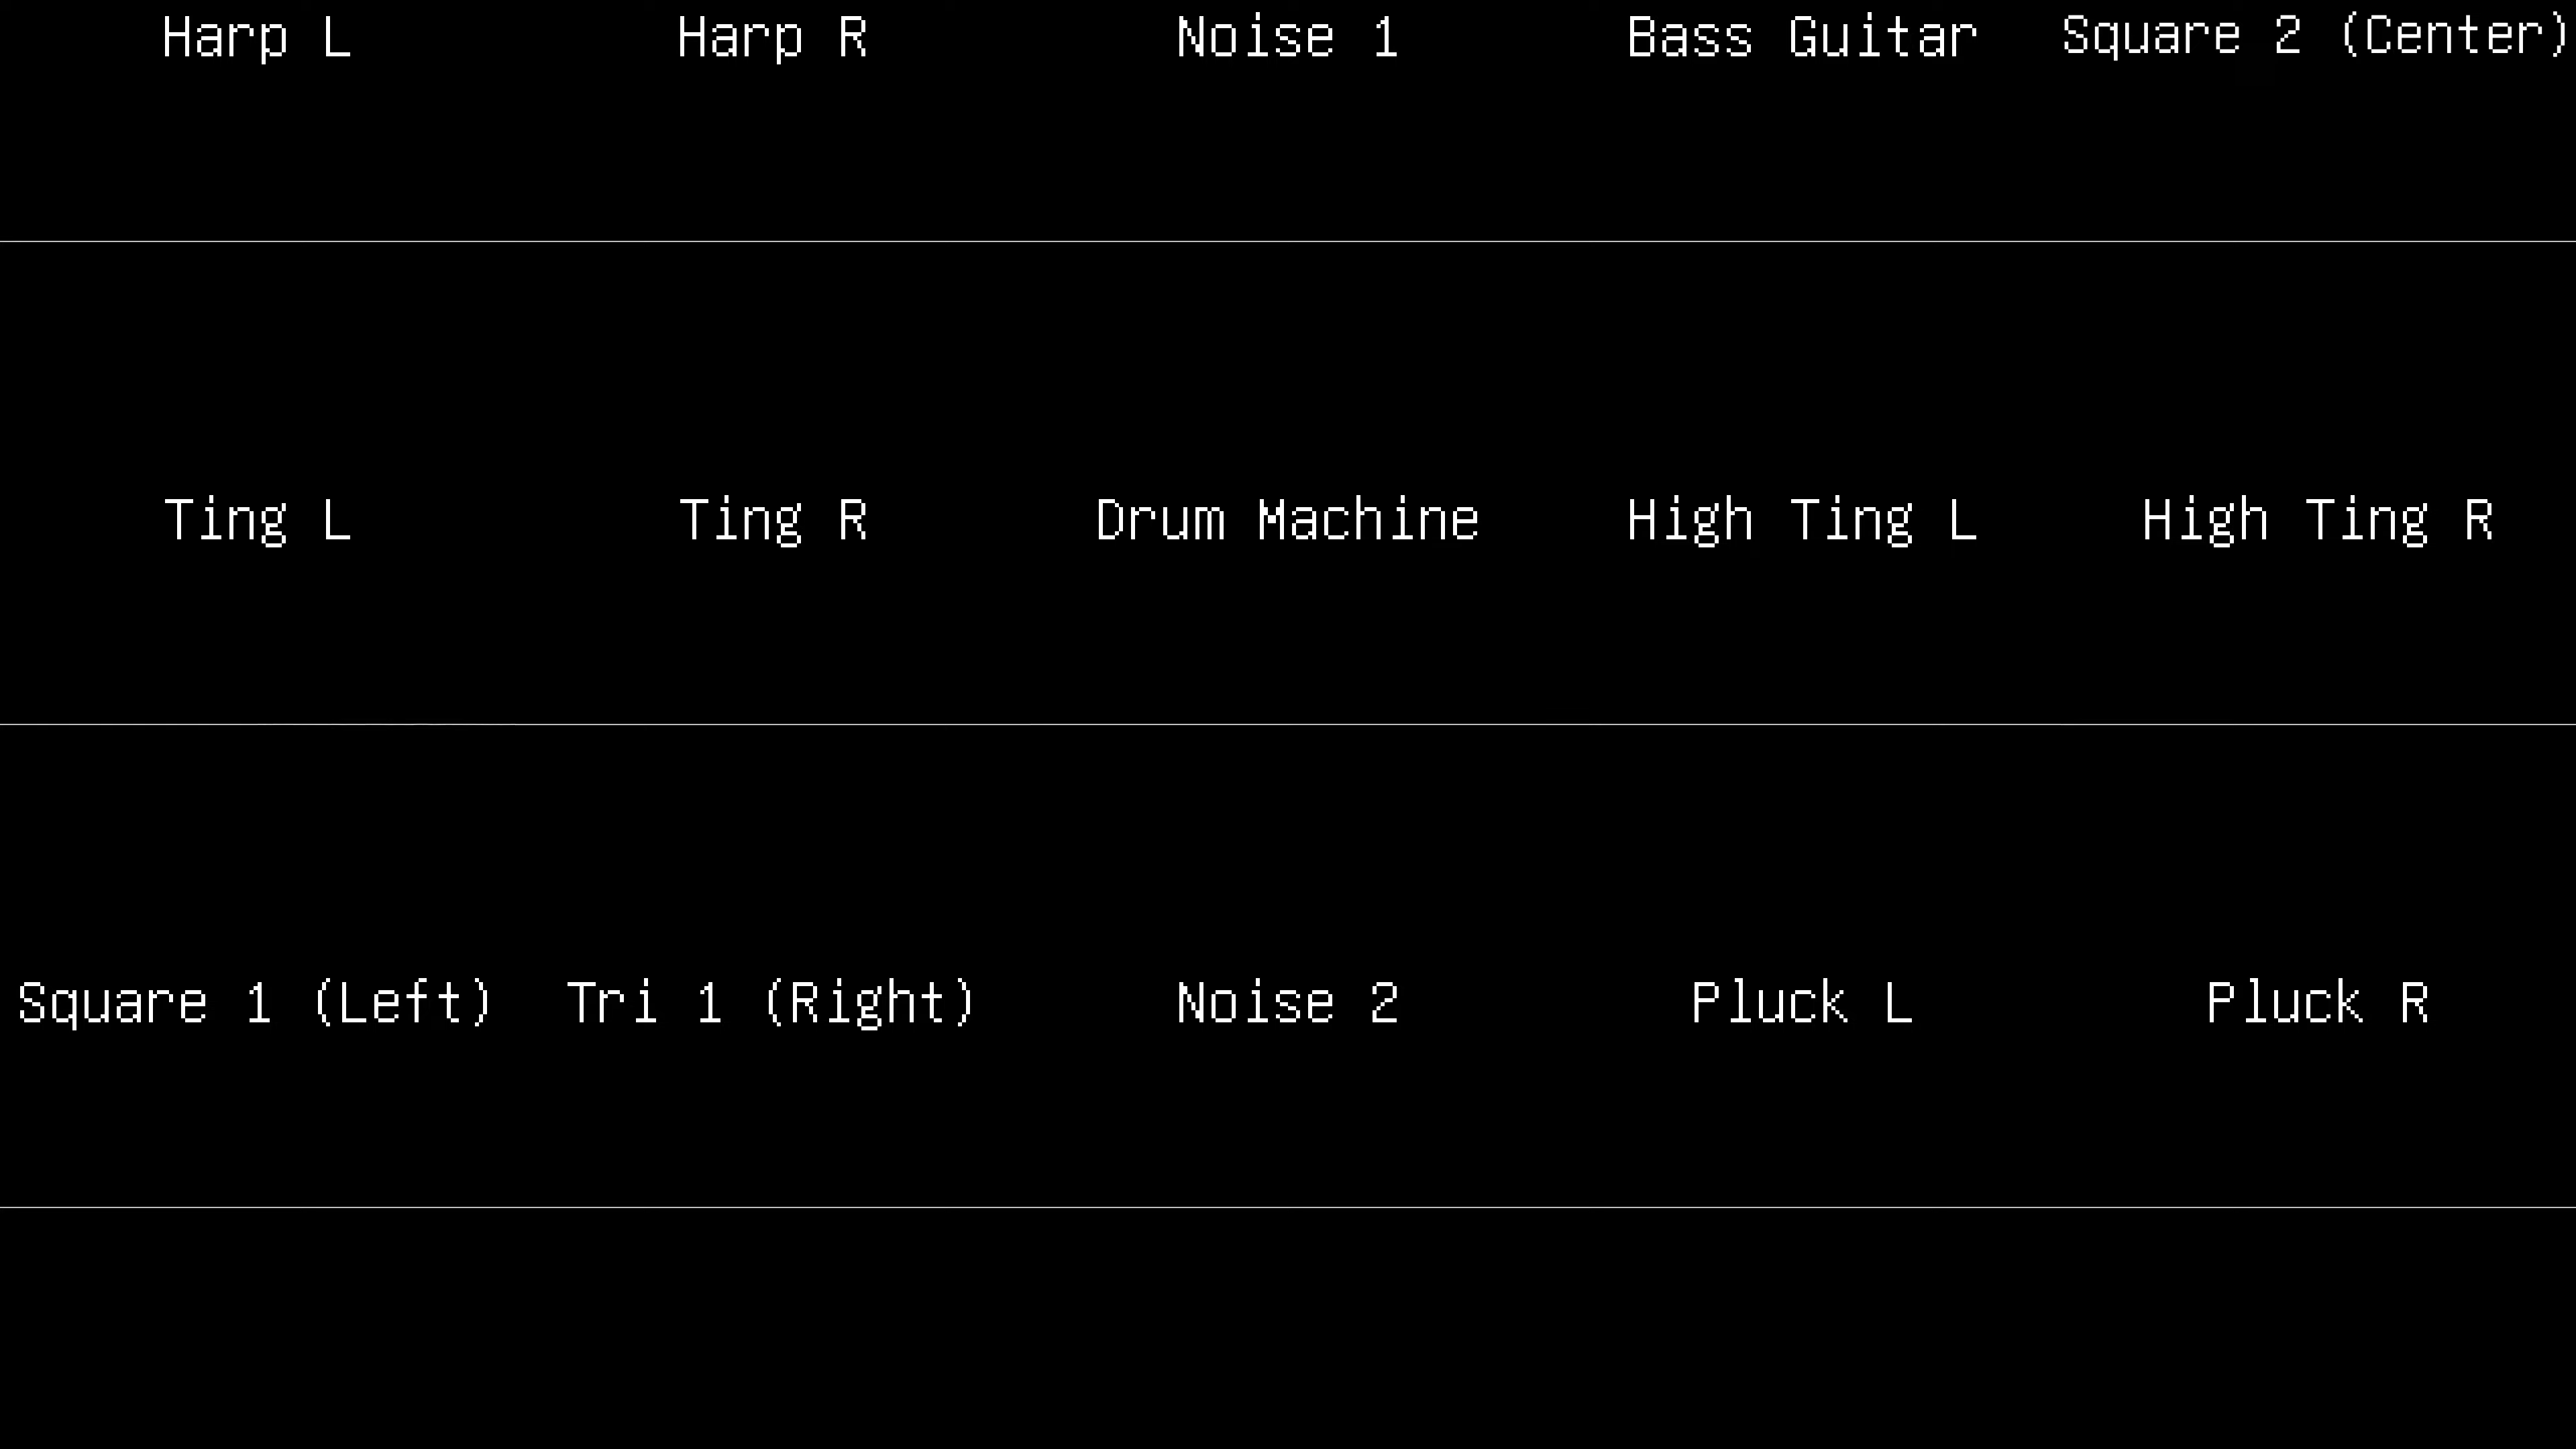 Harp L Harp R Noise 1 Bass Guitar Square 2 (Center)
Ting L Ting R Drum Machine High Ting L High Ting R
Square 1 (Left) Tri 1 (Right) Noise 2 Pluck L Pluck R